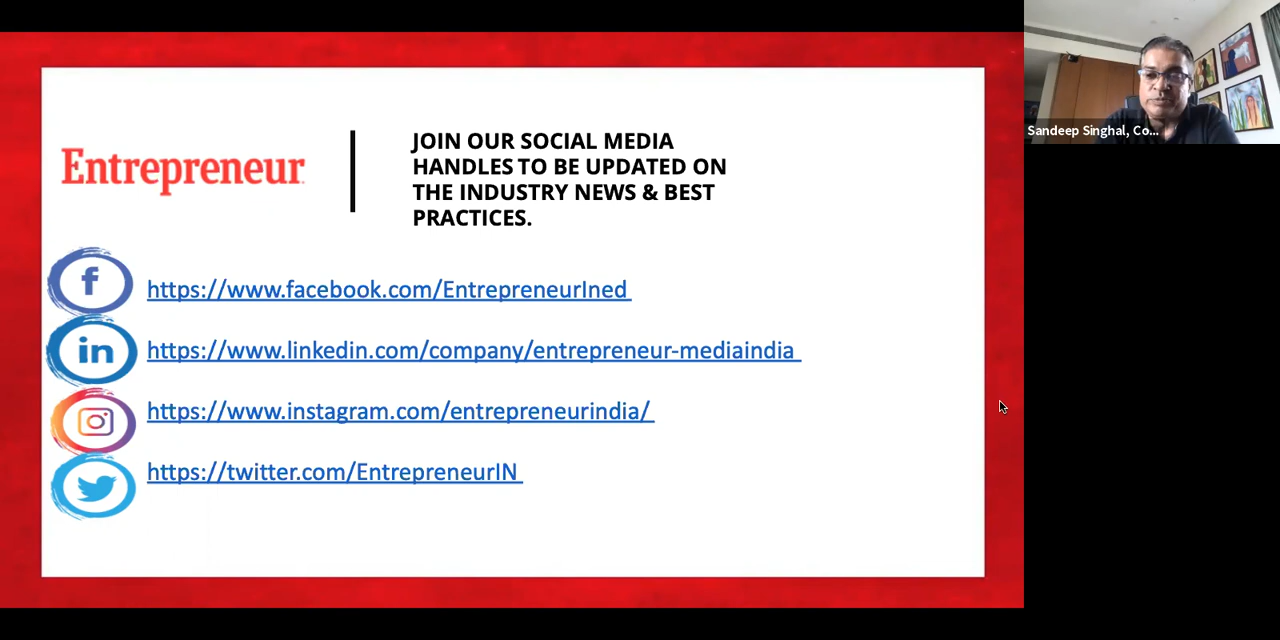 Entrepreneur
JOIN OUR SOCIAL MEDIA
HANDLES TO BE UPDATED ON
THE INDUSTRY NEWS & BEST
PRACTICES.
f
https://www.facebook.com/EntrepreneurIned
in
https://www.linkedin.com/company/entrepreneur-mediaindia
https://www.instagram.com/entrepreneurindia/
https://twitter.com/EntrepreneurIN
Sandeep Singhal, Co...